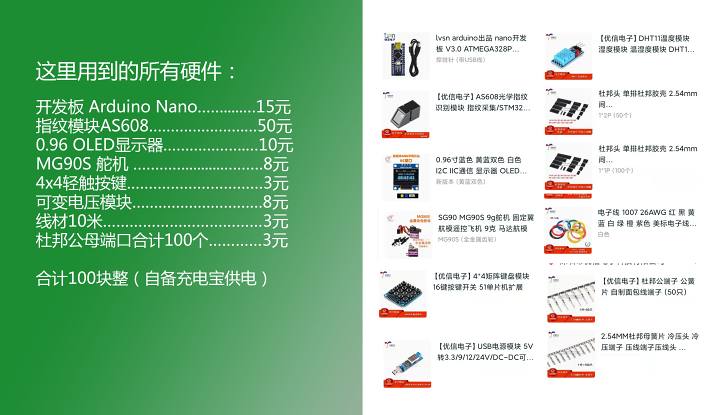 这里用到的所有硬件：
开发板 Arduino Nano..............15元
指纹模块AS608.........................50元
0.96 OLED显示器......................10元
MG90S 舵机 ..............................8元
4x4轻触按键...............................3元
可变电压模块..............................8元
线材10米.....................................3元
杜邦公母端口合计100个............3元
合计100块整（自备充电宝供电）
lvsn arduino出品 nano开发
板 V3.0 ATMEGA328P...
焊排针 (带USB线)
【优信电子】AS608光学指纹
识别模块 指纹采集/STM32...
0.96寸蓝色 黄蓝双色 白色
I2C IIC通信 显示器 OLED...
新版本 (黄蓝双色)
SG90 MG90S 9g舵机 固定翼
航模遥控飞机 9克 马达航模
MG90S (全金属齿轮)
【优信电子】4*4矩阵键盘模块
16键按键开关 51单片机扩展
【优信电子】USB电源模块 5V
转3.3/9/12/24V/DC-DC可...
【优信电子】DHT11温度模块
湿度模块 温湿度模块 DHT1...
杜邦头 单排杜邦胶壳 2.54mm
间...
1*2P (50个)
杜邦头 单排杜邦胶壳 2.54mm
间...
1*1P (100个)
电子线 1007 26AWG 红 黑 黄
蓝 白 绿 橙 紫色 美标电子线...
白色
【优信电子】杜邦公端子 公簧
片 自制面包线端子 (50只)
2.54MM杜邦母簧片 冷压头 冷
压端子 压线端子压线头 ...